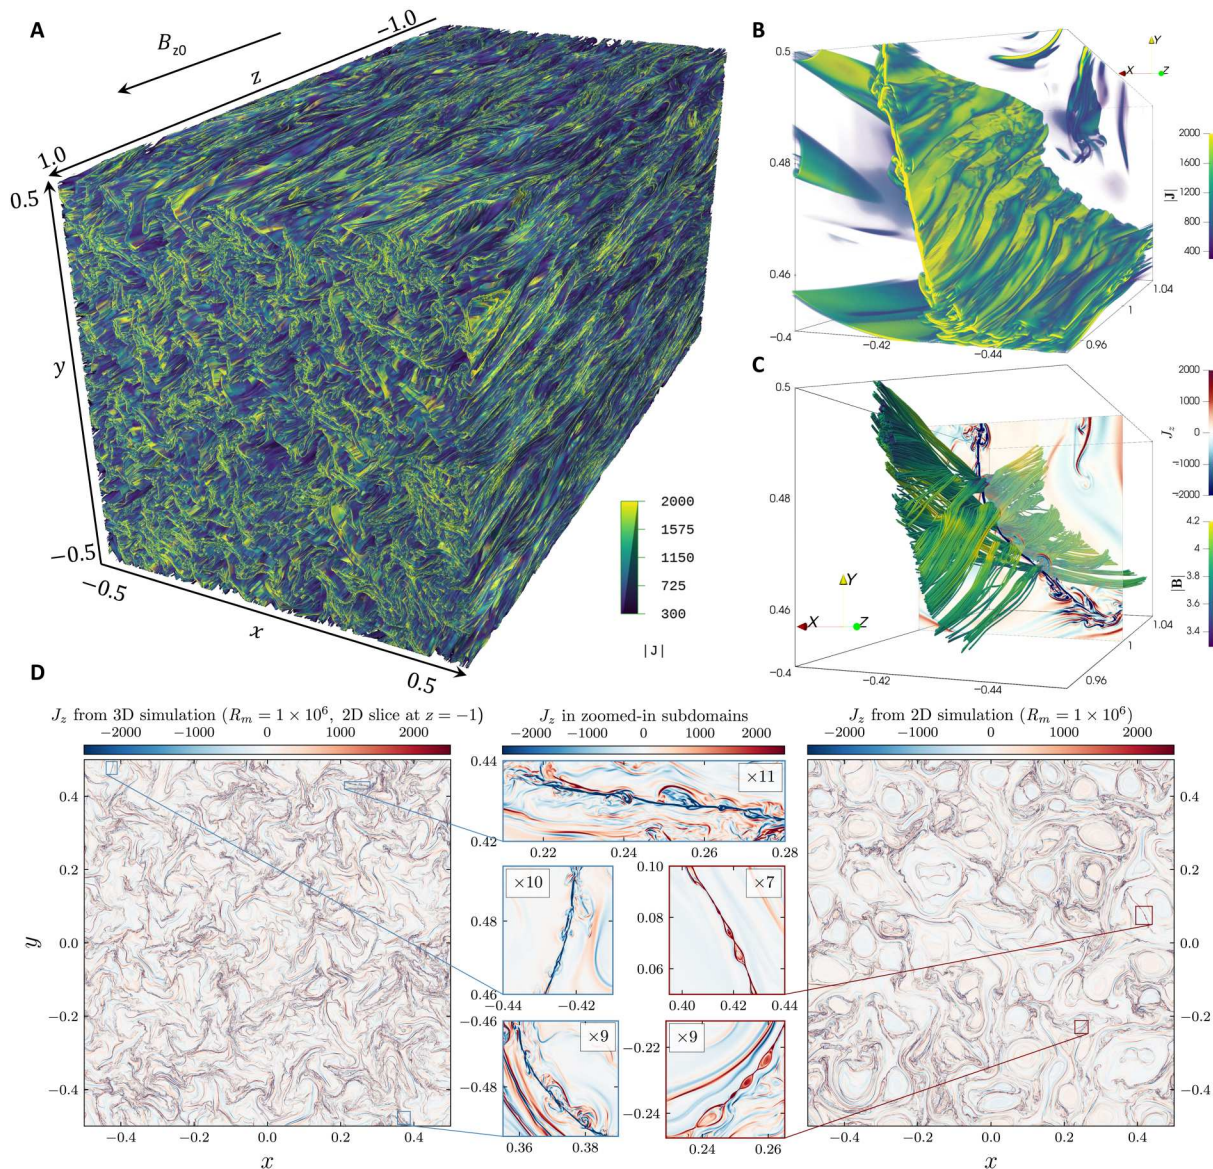 A
B_{z0}
−1.0
z
1.0
0.5
y
−0.5
−0.5
x
0.5
2000
1575
1150
725
300
|J|
B
0.5
0.48
0.46
−0.4
−0.42
−0.44
0.96
1
1.04
Y
X
Z
2000
1600
1200
800
400
|J|
C
0.5
0.48
0.46
−0.4
−0.42
−0.44
0.96
1
1.04
Y
X
Z
2000
1000
0
−1000
−2000
J_z
4.2
4
3.8
3.6
3.4
|B|
D
J_z from 3D simulation (R_m = 1 × 10^6, 2D slice at z = −1)
−2000 −1000 0 1000 2000
0.4
0.2
0.0
−0.2
−0.4
y
−0.4 −0.2 0.0 0.2 0.4
x
J_z in zoomed-in subdomains
−2000 −1000 0 1000 2000
0.44
0.42
×11
0.22 0.24 0.26 0.28
×10
0.48
0.46
−0.44 −0.42
0.10
0.08
0.06
×7
0.40 0.42 0.44
−0.46
−0.48
×9
0.36 0.38
−0.22
−0.24
×9
0.24 0.26
J_z from 2D simulation (R_m = 1 × 10^6)
−2000 −1000 0 1000 2000
0.4
0.2
0.0
−0.2
−0.4
−0.4 −0.2 0.0 0.2 0.4
x